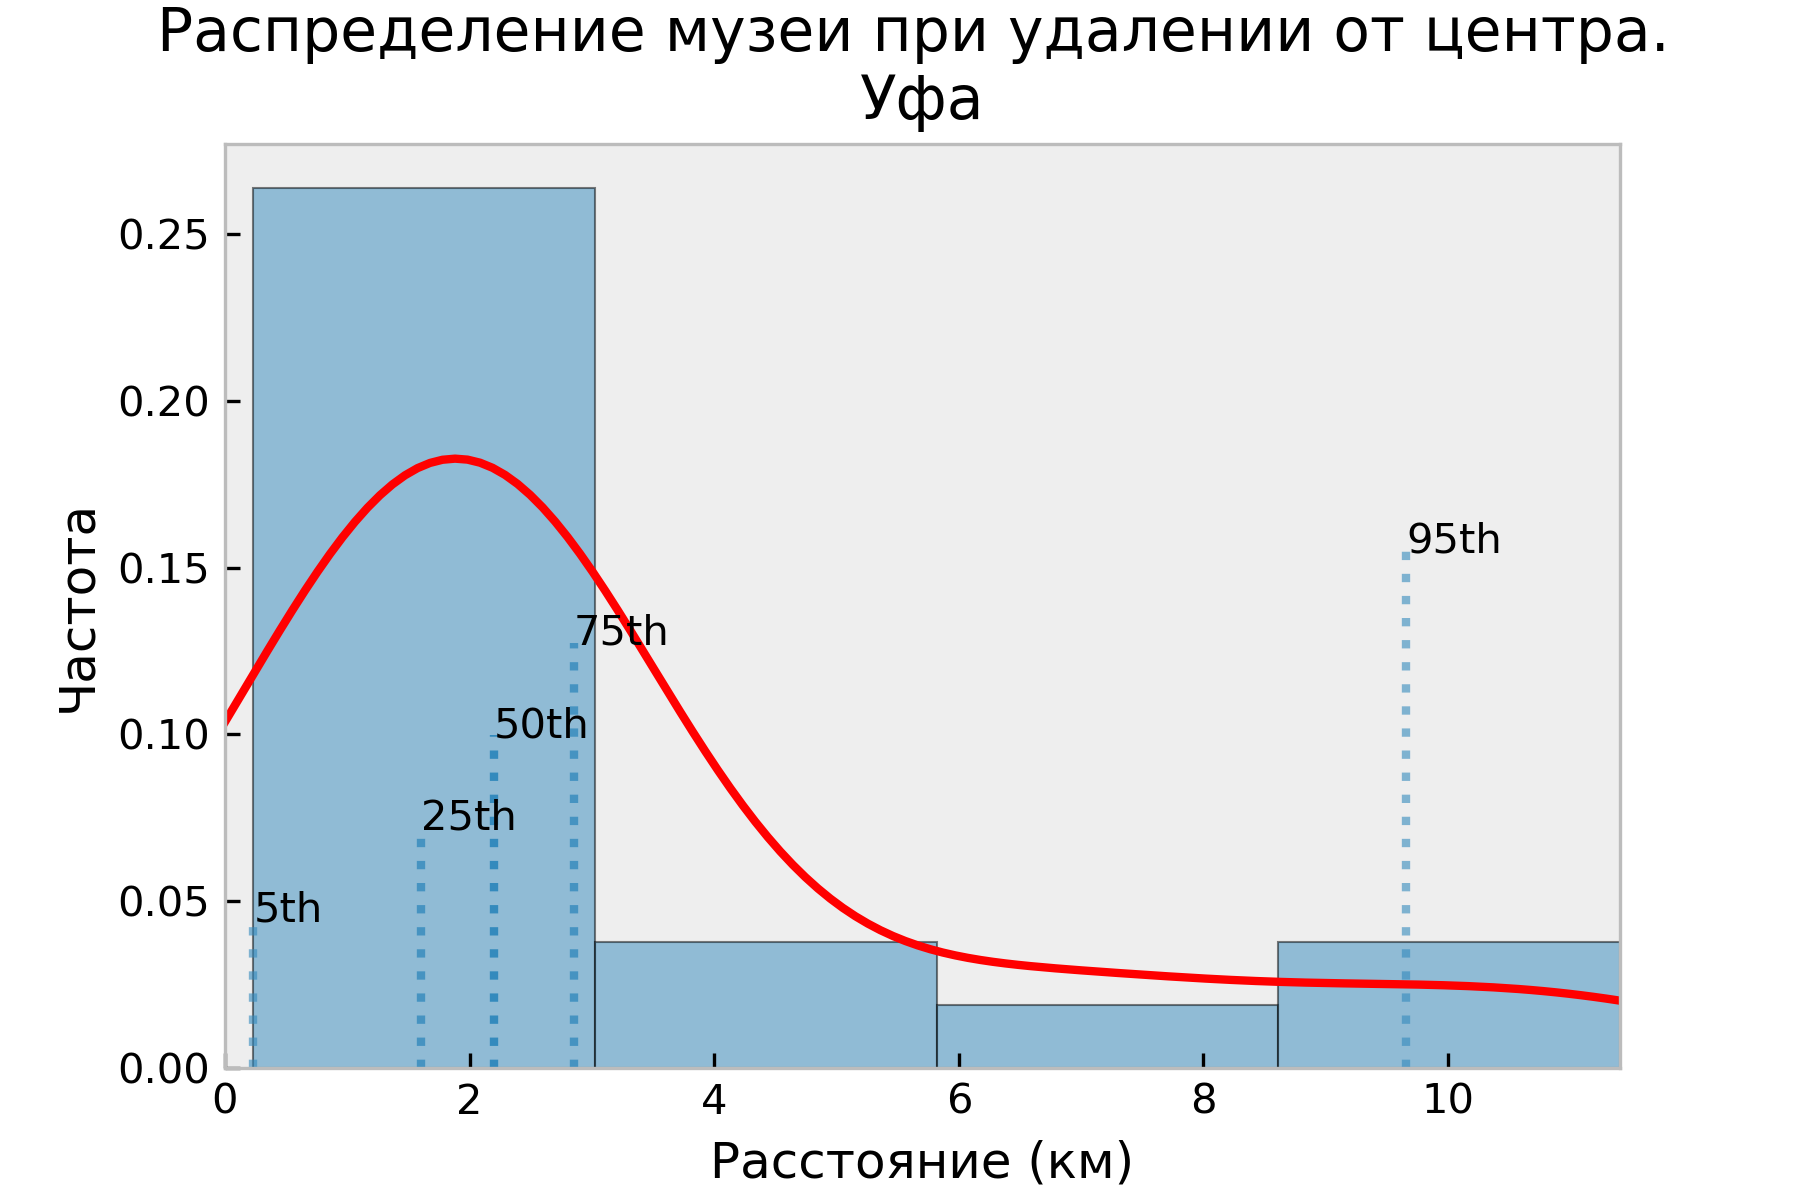 Распределение музеи при удалении от центра.
Уфа
0.25
0.20
0.15
0.10
0.05
0.00
Частота
95th
75th
50th
25th
5th
0 2 4 6 8 10
Расстояние (км)